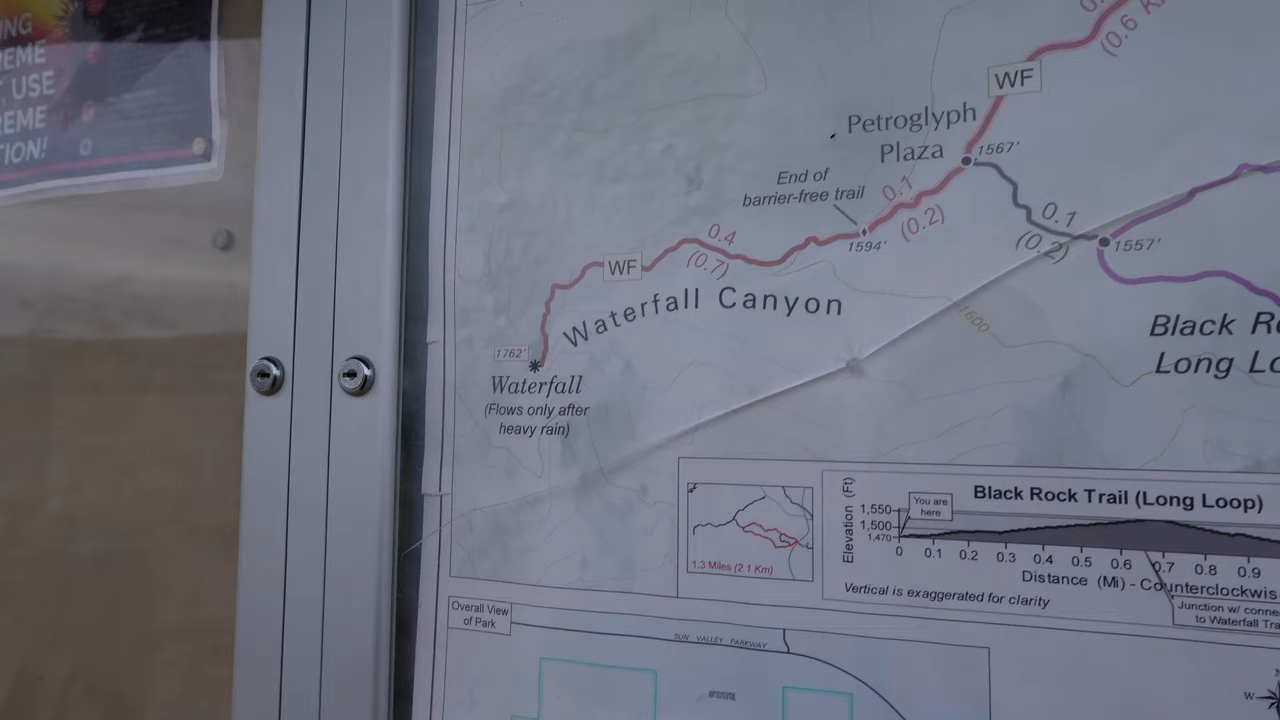 USE
WF
(0.6
Petroglyph
Plaza
1567'
End of
barrier-free trail
0.1
(0.2)
1594'
0.1
(0.2)
1557'
0.4
(0.7)
WF
Waterfall Canyon
1600
Black
Long
1762'
Waterfall
(Flows only after
heavy rain)
1.3 Miles (2.1 Km)
Black Rock Trail (Long Loop)
Elevation (Ft)
You are
here
1,550
1,500
1,470
0 0.1 0.2 0.3 0.4 0.5 0.6 0.7 0.8 0.9
Distance (Mi) - Counterclockwis
Vertical is exaggerated for clarity
Junction w/ conne
to Waterfall Tra
Overall View
of Park
SUN VALLEY PARKWAY
STATE
W